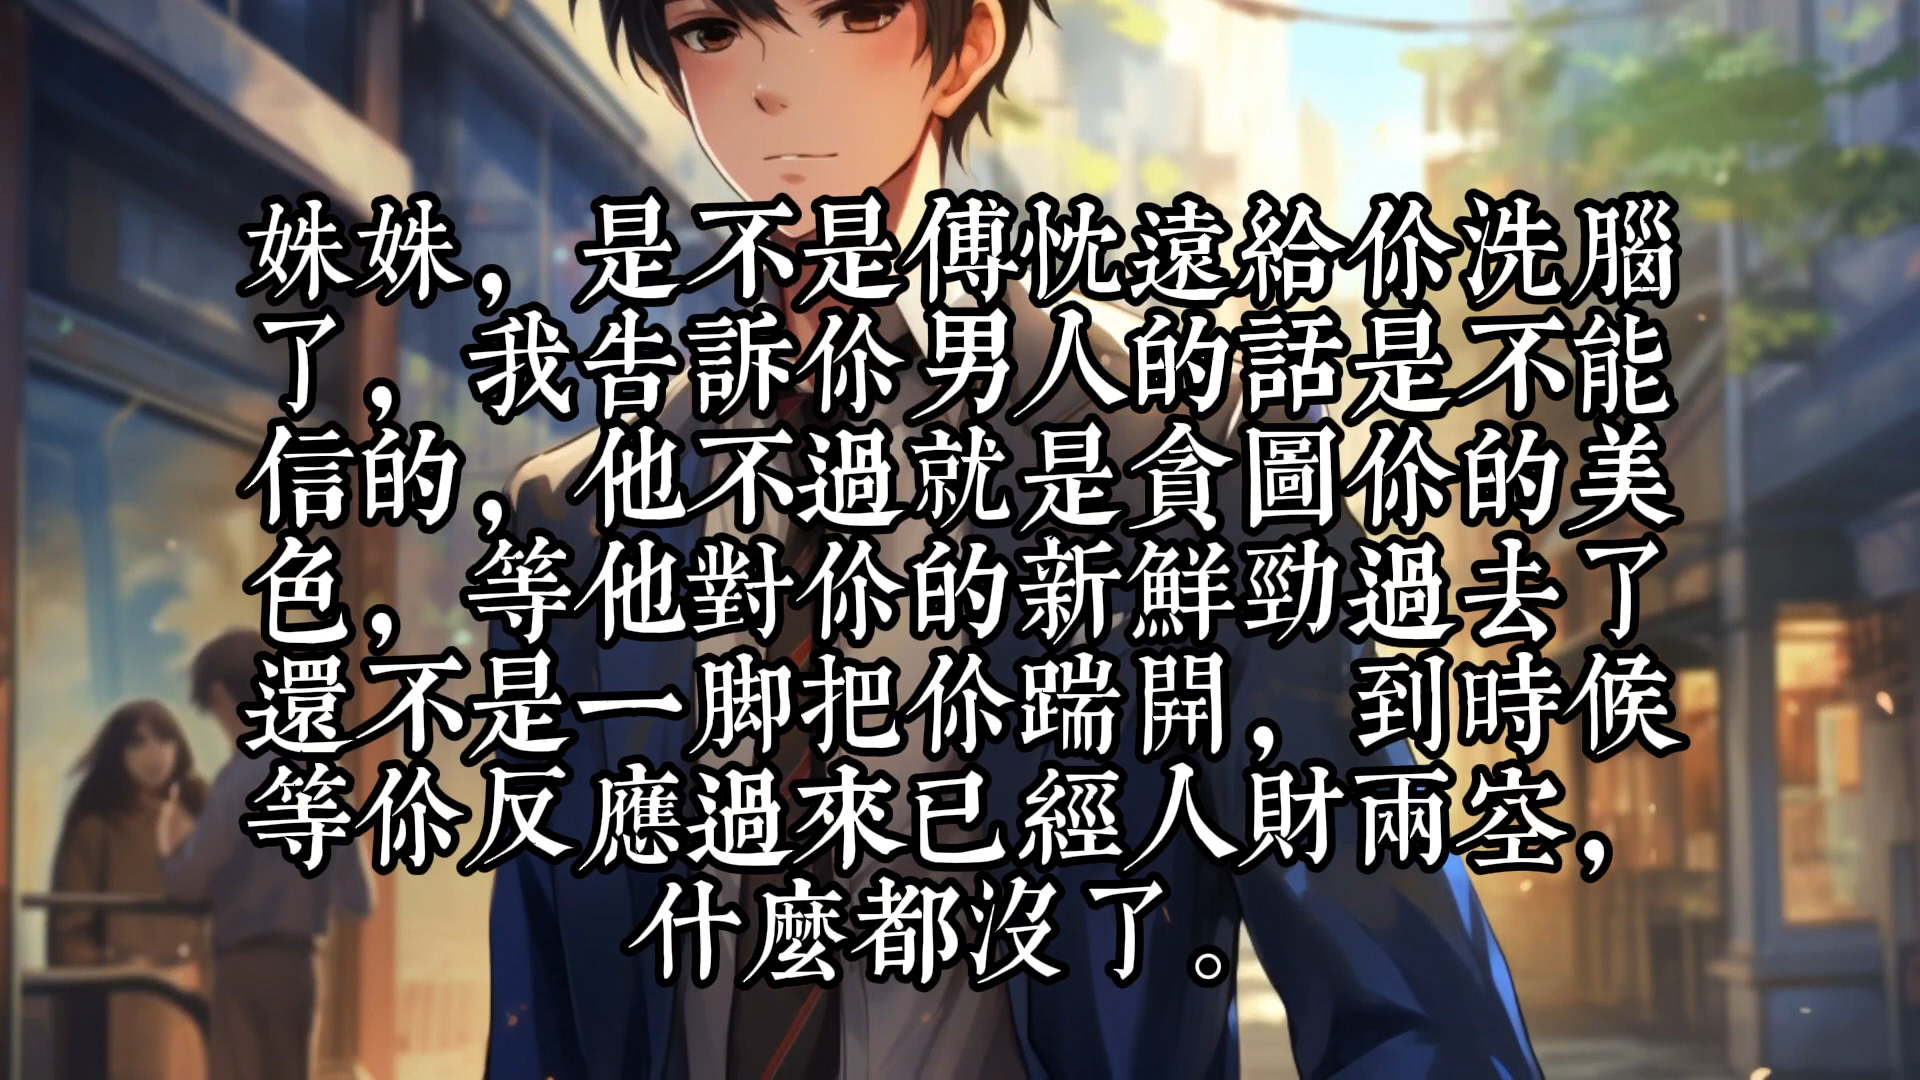 姝姝，是不是傅忱遠給你洗腦
了，我告訴你男人的話是不能
信的，他不過就是貪圖你的美
色，等他對你的新鮮勁過去了
還不是一脚把你踹開，到時候
等你反應過來已經人財兩空，
什麼都沒了。